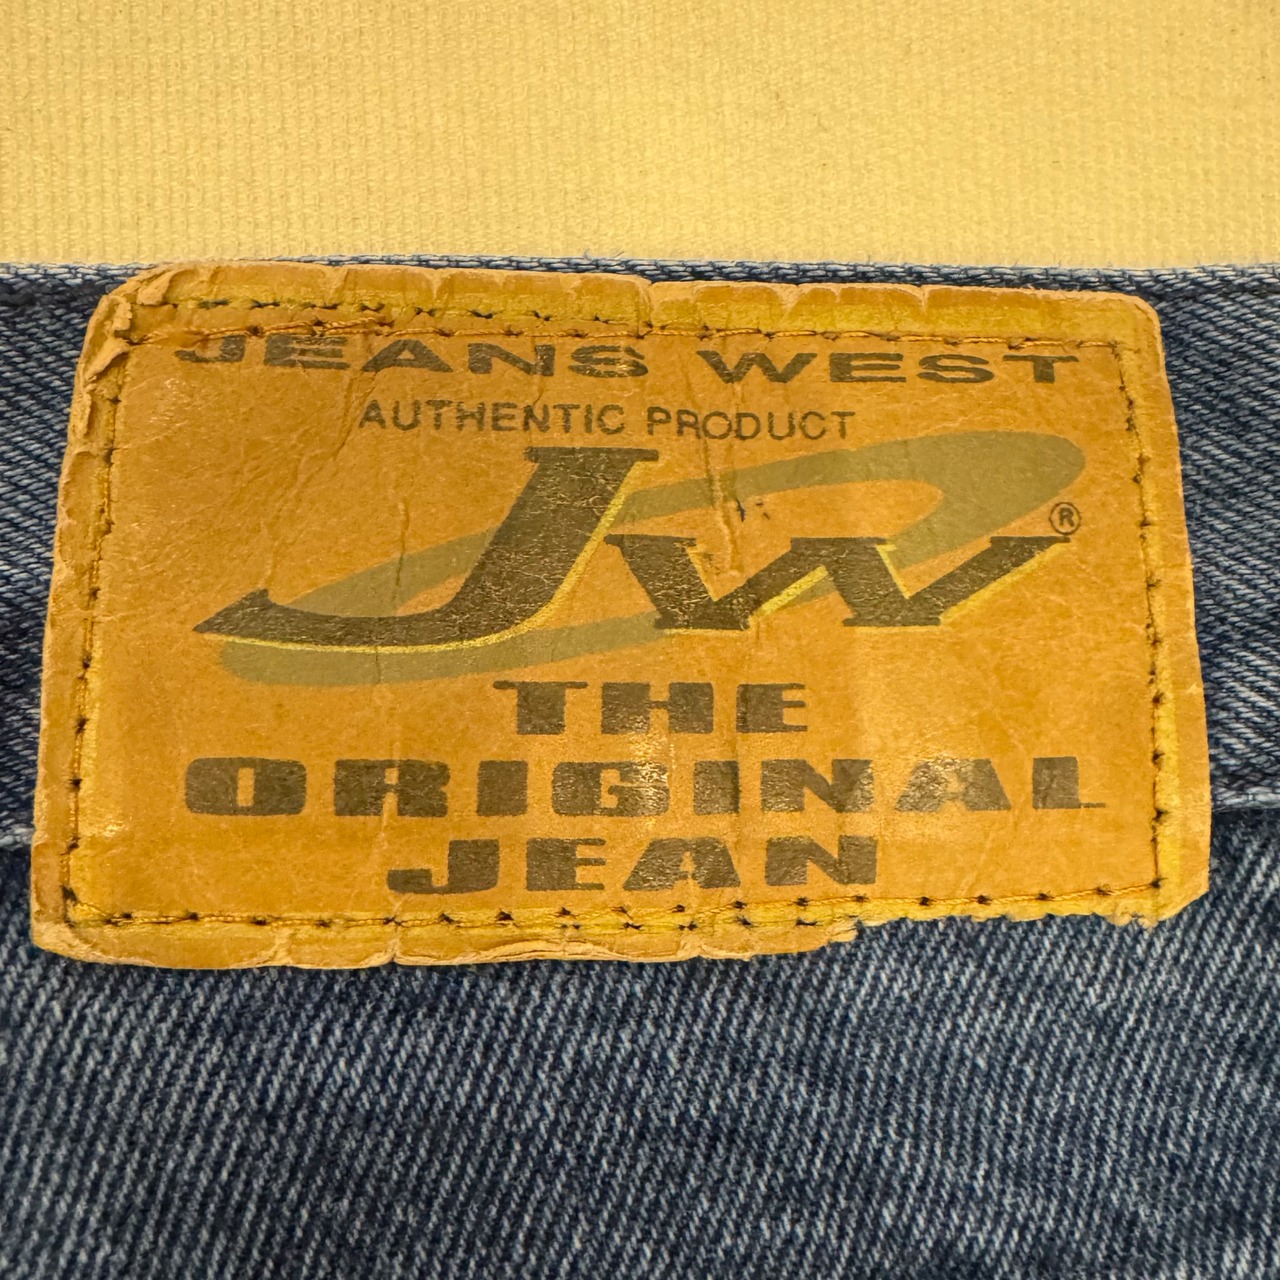 JEANS WEST
AUTHENTIC PRODUCT
JW®
THE
ORIGINAL
JEAN